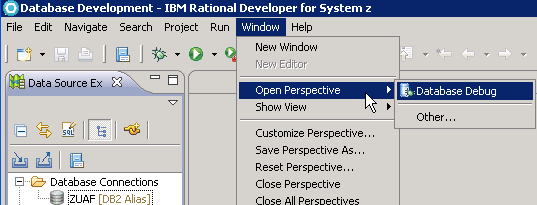 Database Development - IBM Rational Developer for System z
File Edit Navigate Search Project Run Window Help
New Window
New Editor
Open Perspective
Database Debug
Show View
Other...
Customize Perspective...
Save Perspective As...
Reset Perspective...
Close Perspective
Close All Perspectives
Data Source Ex
SQL
Database Connections
ZUAF [DB2 Alias]